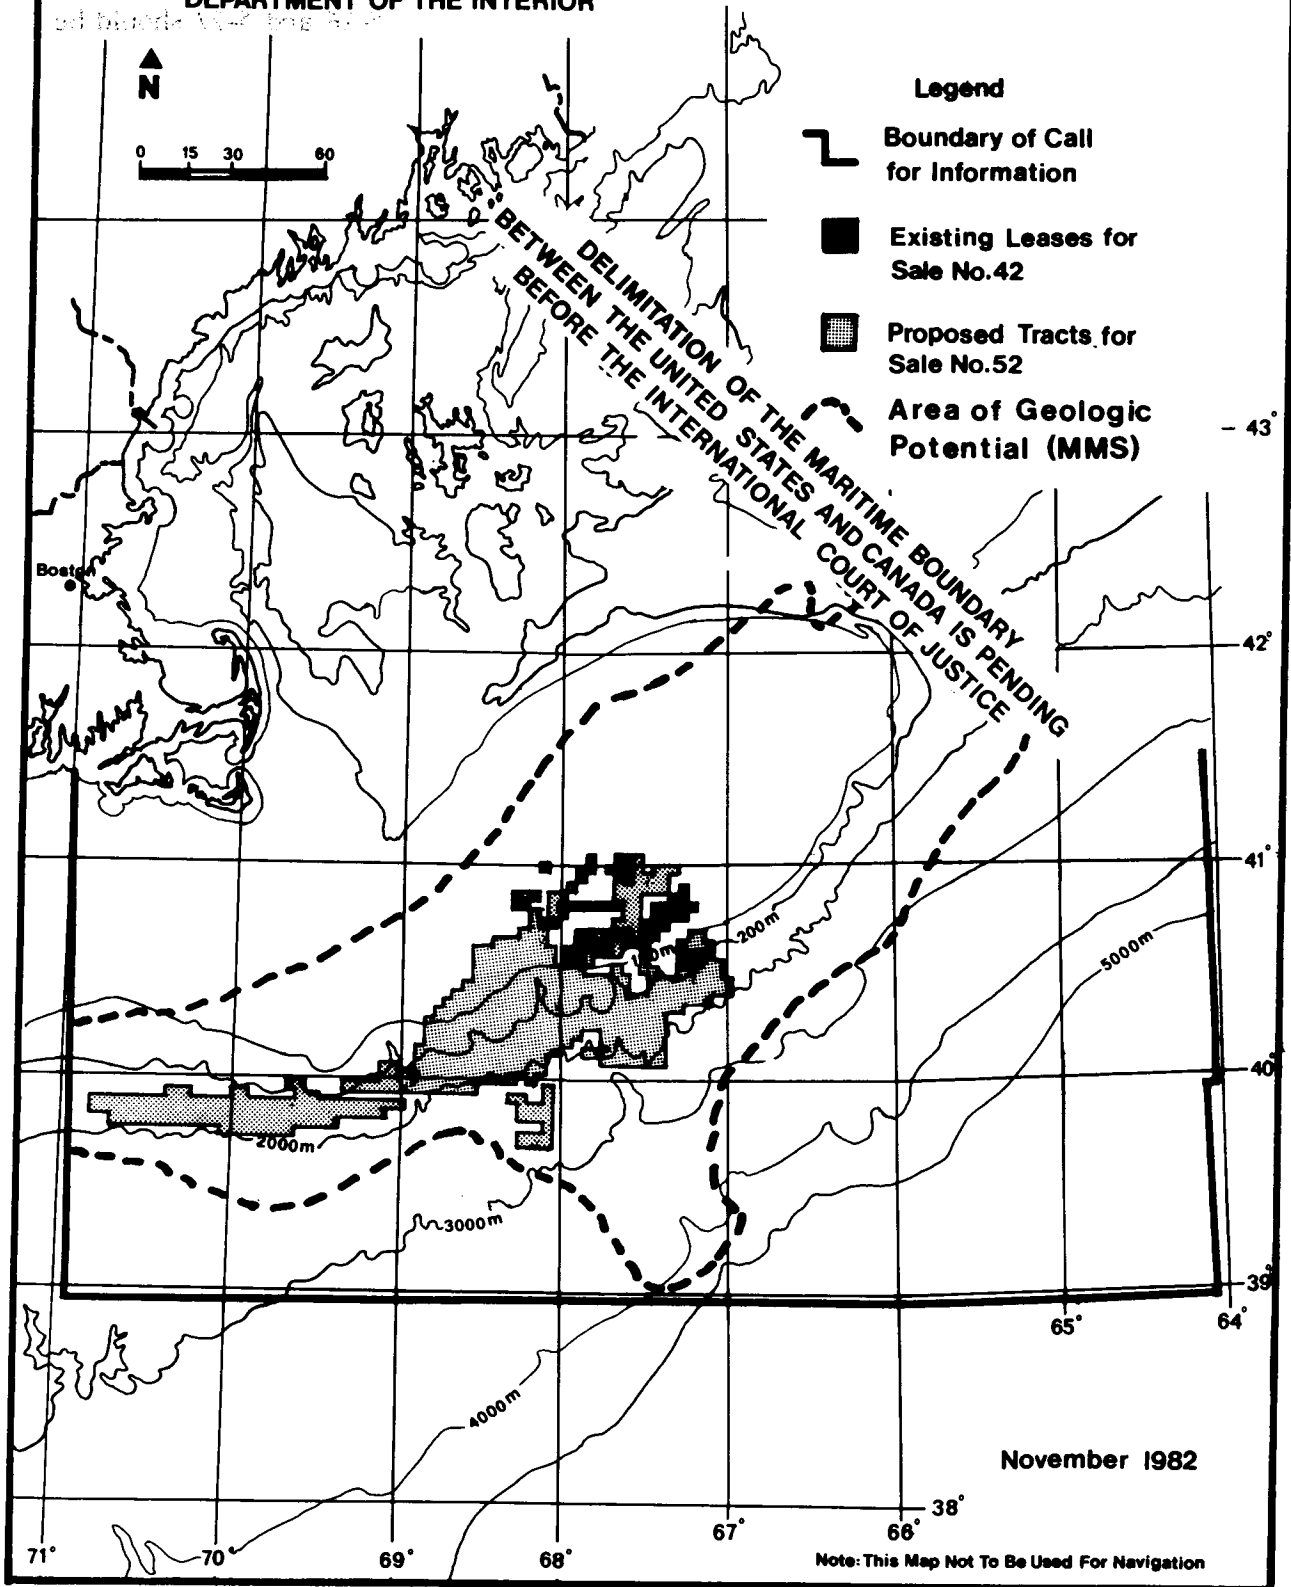 DEPARTMENT OF THE INTERIOR
N
0 15 30 60
Legend
Boundary of Call
for Information
Existing Leases for
Sale No.42
Proposed Tracts for
Sale No.52
Area of Geologic
Potential (MMS)
DELIMITATION OF THE MARITIME BOUNDARY
BETWEEN THE UNITED STATES AND CANADA IS PENDING
BEFORE THE INTERNATIONAL COURT OF JUSTICE
43°
Boston
42°
41°
200m
5000m
40°
2000m
3000m
39°
65°
64°
4000m
November 1982
38°
71°
70°
69°
68°
67°
66°
Note: This Map Not To Be Used For Navigation